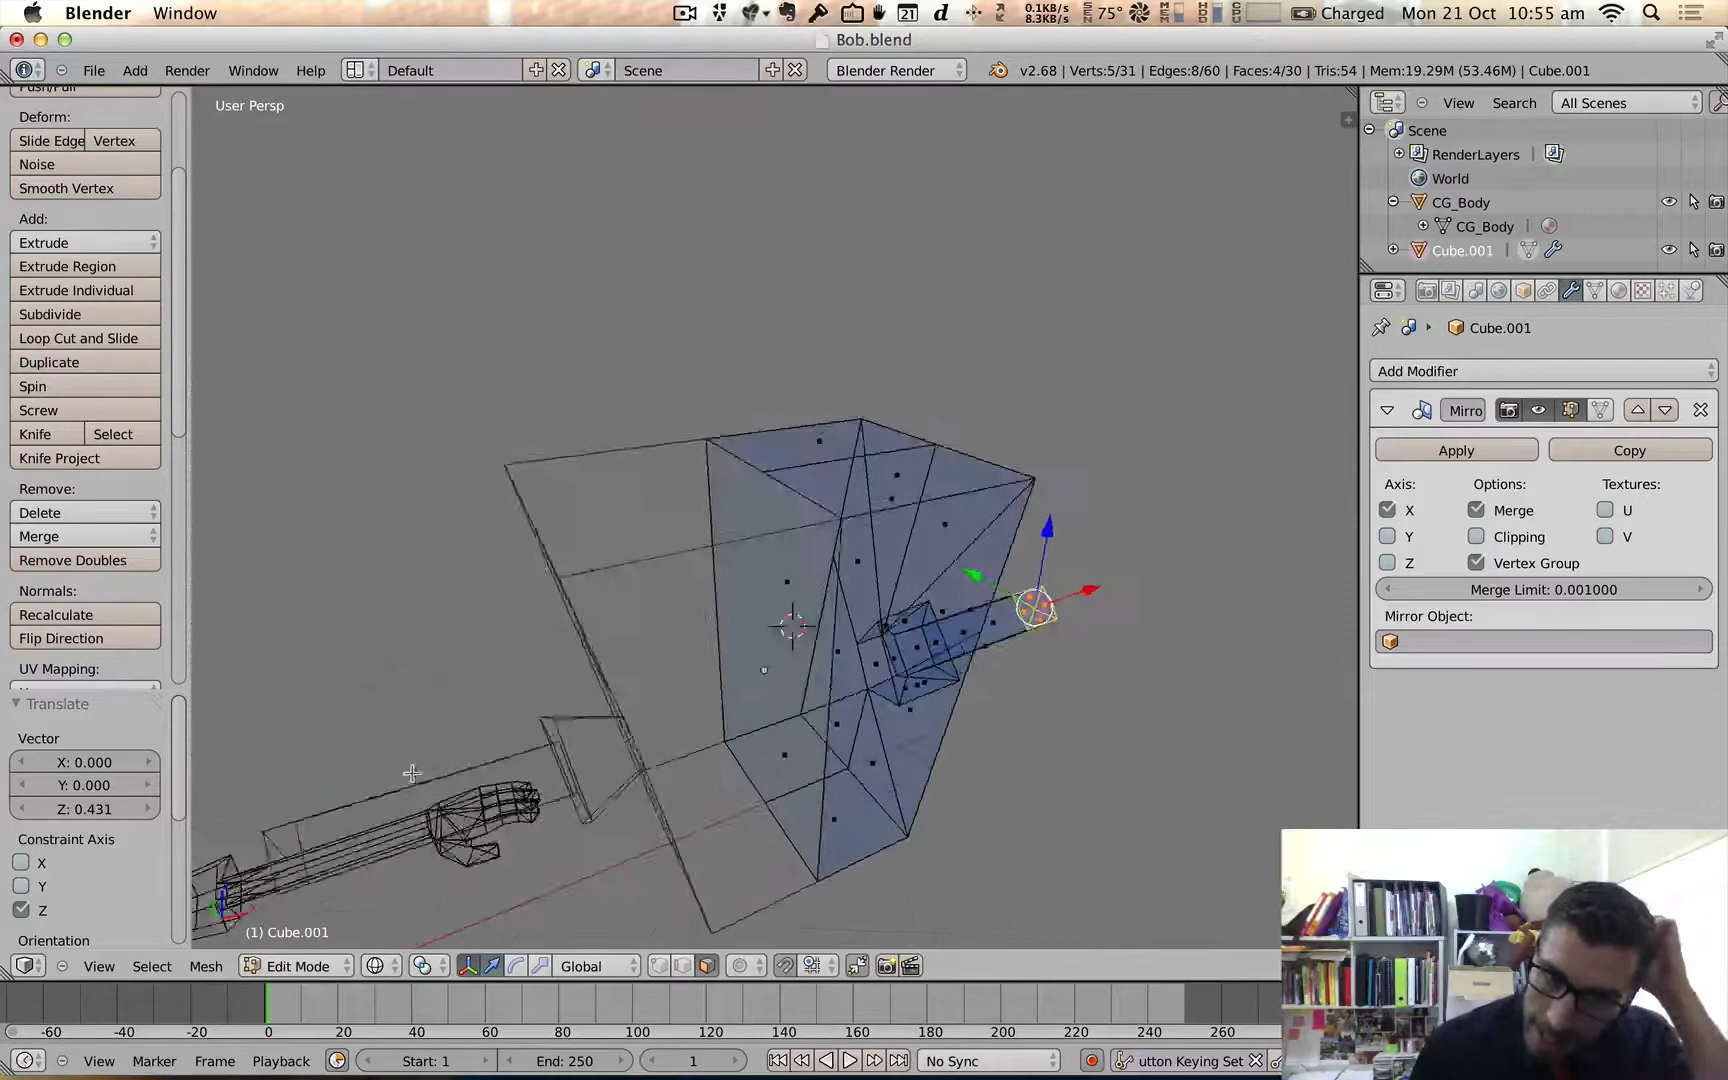 Blender Window 21 d 0.1KB/s 8.3KB/s 75° Charged Mon 21 Oct 10:55 am
Bob.blend
File Add Render Window Help Default Scene Blender Render v2.68 | Verts:5/31 | Edges:8/60 | Faces:4/30 | Tris:54 | Mem:19.29M (53.46M) | Cube.001
Push/Pull
Deform:
Slide Edge Vertex
Noise
Smooth Vertex
Add:
Extrude
Extrude Region
Extrude Individual
Subdivide
Loop Cut and Slide
Duplicate
Spin
Screw
Knife Select
Knife Project
Remove:
Delete
Merge
Remove Doubles
Normals:
Recalculate
Flip Direction
UV Mapping:
Translate
Vector
X: 0.000
Y: 0.000
Z: 0.431
Constraint Axis
X
Y
Z
Orientation
User Persp
(1) Cube.001
View Search All Scenes
Scene
RenderLayers
World
CG_Body
CG_Body
Cube.001
Cube.001
Add Modifier
Mirro
Apply Copy
Axis: Options: Textures:
X Merge U
Y Clipping V
Z Vertex Group
Merge Limit: 0.001000
Mirror Object:
View Select Mesh Edit Mode Global
-60 -40 -20 0 20 40 60 80 100 120 140 160 180 200 220 240 260
View Marker Frame Playback Start: 1 End: 250 1 No Sync utton Keying Set